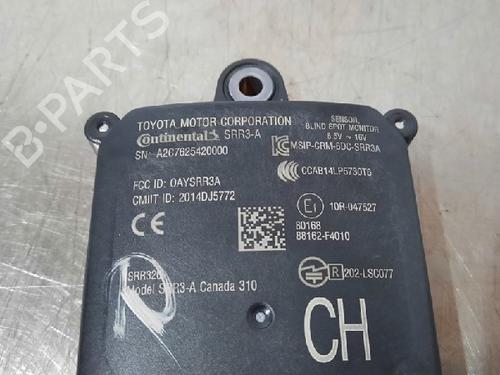 B-PARTS
TOYOTA MOTOR CORPORATION
Continental SRR3-A
SN: A2C7825420000
FCC ID: OAYSRR3A
CMIIT ID: 2014DJ5772
CE
SRR320
Model SRR3-A Canada 310
SENSOR,
BLIND SPOT MONITOR
8.5V ~ 16V
MSIP-CRM-6DC-SRR3A
CCAB14LP5730T6
E1 10R-047527
80168
88162-F4010
R 202-LSC077
CH